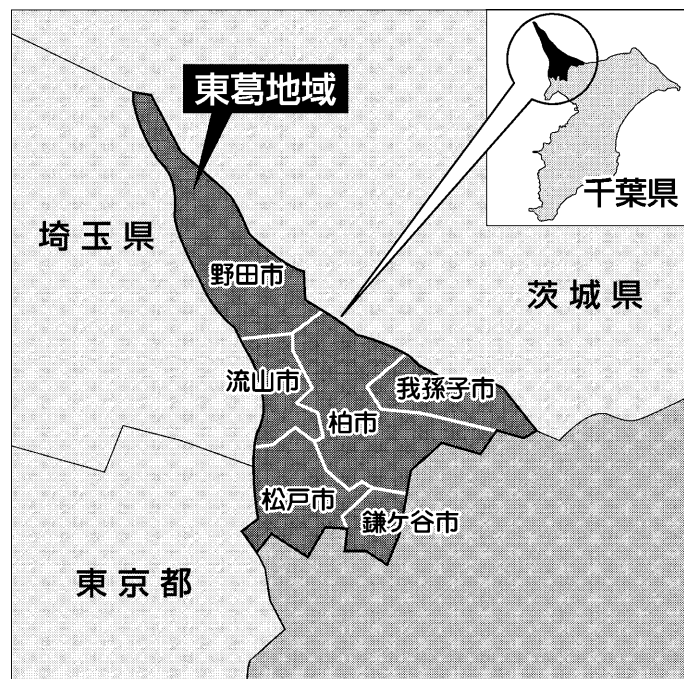 東葛地域
千葉県
埼玉県
野田市
茨城県
流山市
我孫子市
柏市
松戸市
鎌ケ谷市
東京都